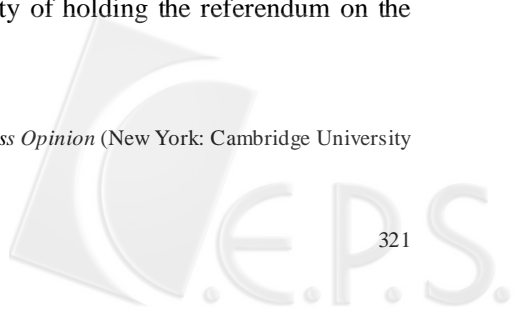 ty of holding the referendum on the
ss Opinion (New York: Cambridge University
321
C.E.P.S.